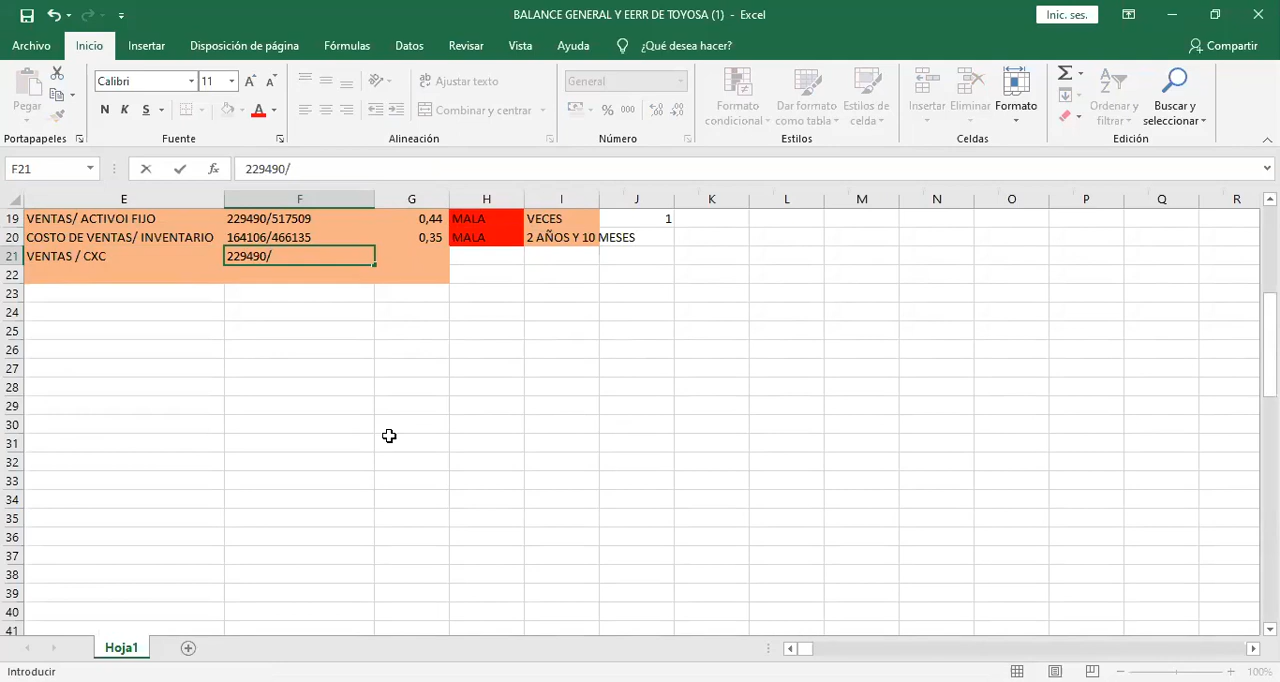 BALANCE GENERAL Y EERR DE TOYOSA (1) - Excel
Inic. ses.
Archivo Inicio Insertar Disposición de página Fórmulas Datos Revisar Vista Ayuda ¿Qué desea hacer? Compartir
Pegar
Calibri 11
N K S A
Ajustar texto
Combinar y centrar
General
% 000
Formato condicional
Dar formato como tabla
Estilos de celda
Insertar
Eliminar
Formato
Ordenar y filtrar
Buscar y seleccionar
Portapapeles Fuente Alineación Número Estilos Celdas Edición
F21 fx 229490/
E F G H I J K L M N O P Q R
19 VENTAS/ ACTIVOI FIJO 229490/517509 0,44 MALA VECES 1
20 COSTO DE VENTAS/ INVENTARIO 164106/466135 0,35 MALA 2 AÑOS Y 10 MESES
21 VENTAS / CXC 229490/
22
23
24
25
26
27
28
29
30
31
32
33
34
35
36
37
38
39
40
41
Hoja1
Introducir 100%